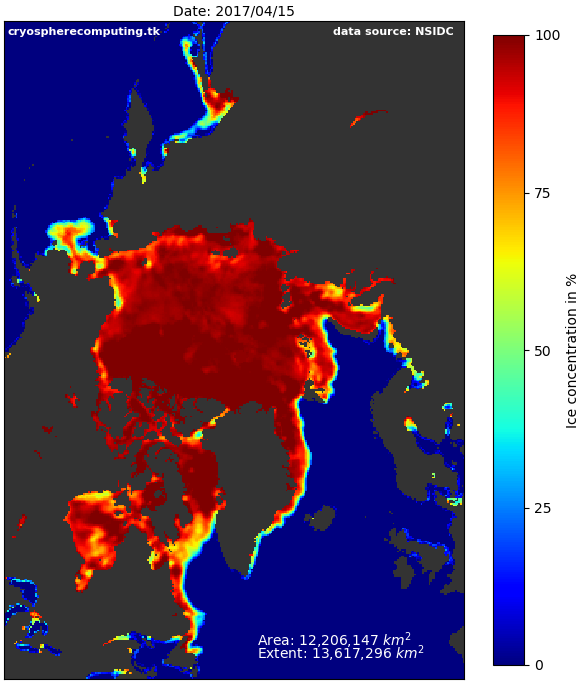 Date: 2017/04/15
cryospherecomputing.tk
data source: NSIDC
100
75
50
25
0
Ice concentration in %
Area: 12,206,147 km²
Extent: 13,617,296 km²